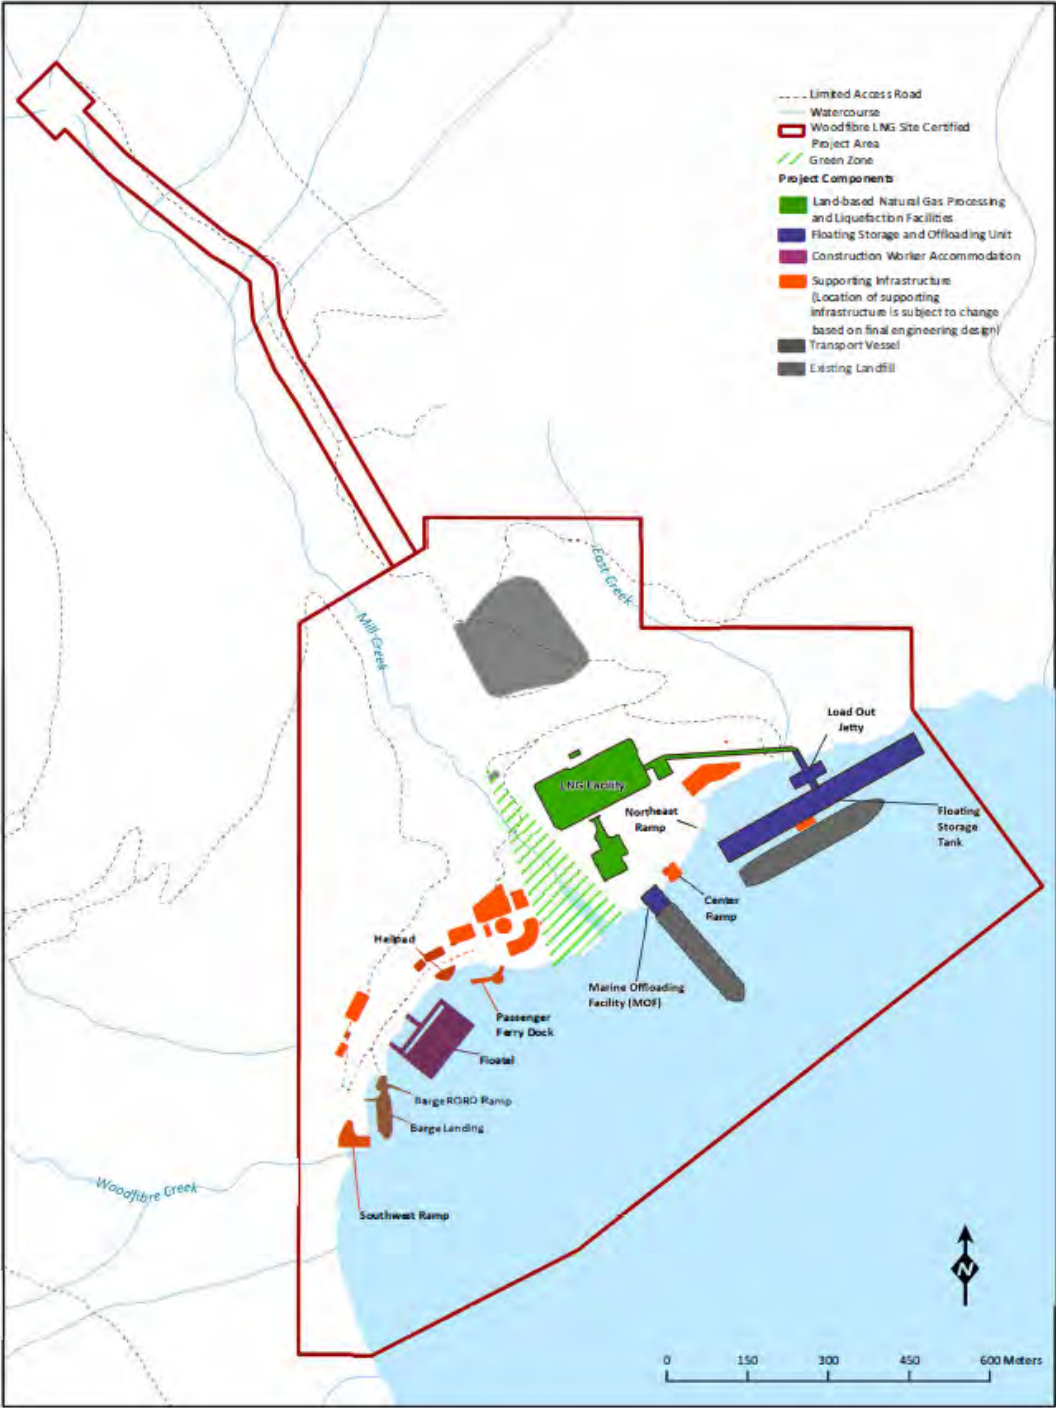 Limited Access Road
Watercourse
Woodfibre LNG Site Certified
Project Area
Green Zone
Project Components
Land-based Natural Gas Processing
and Liquefaction Facilities
Floating Storage and Offloading Unit
Construction Worker Accommodation
Supporting Infrastructure
(Location of supporting
infrastructure is subject to change
based on final engineering design)
Transport Vessel
Existing Landfill
East Creek
Mill Creek
Load Out
Jetty
LNG Facility
Northeast
Ramp
Floating
Storage
Tank
Center
Ramp
Helipad
Marine Offloading
Facility (MOF)
Passenger
Ferry Dock
Floatel
Barge RORO Ramp
Barge Landing
Woodfibre Creek
Southwest Ramp
N
0 150 300 450 600 Meters